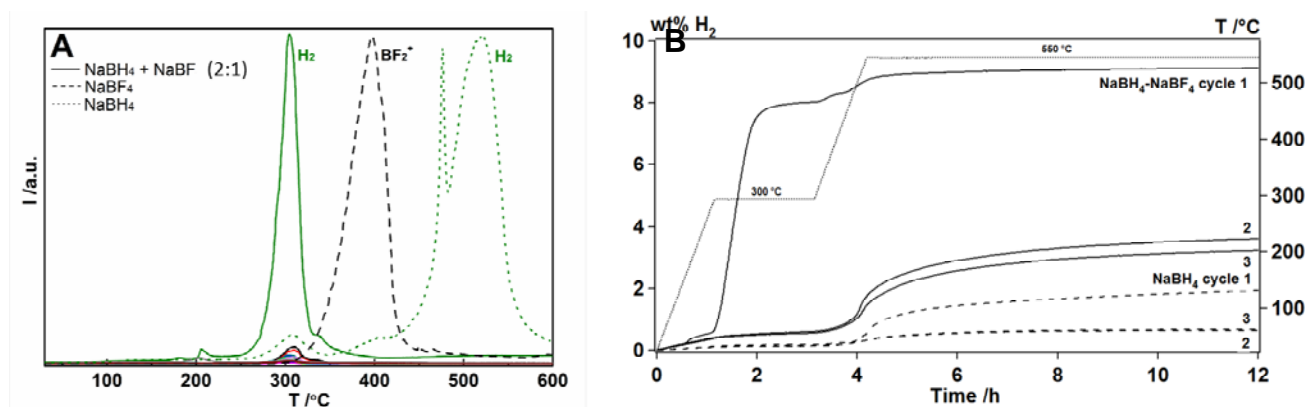 A
H₂
BF₂⁺
H₂
NaBH₄ + NaBF (2:1)
NaBF₄
NaBH₄
I /a.u.
100 200 300 400 500 600
T /°C
wt% H₂
B
T /°C
10
8
6
4
2
0
550 °C
NaBH₄-NaBF₄ cycle 1
300 °C
2
3
NaBH₄ cycle 1
3
2
500
400
300
200
100
0 2 4 6 8 10 12
Time /h